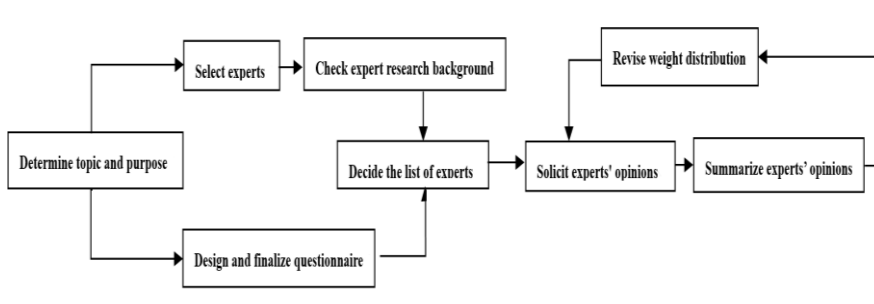 Revise weight distribution
Select experts
Check expert research background
Determine topic and purpose
Decide the list of experts
Solicit experts' opinions
Summarize experts’ opinions
Design and finalize questionnaire